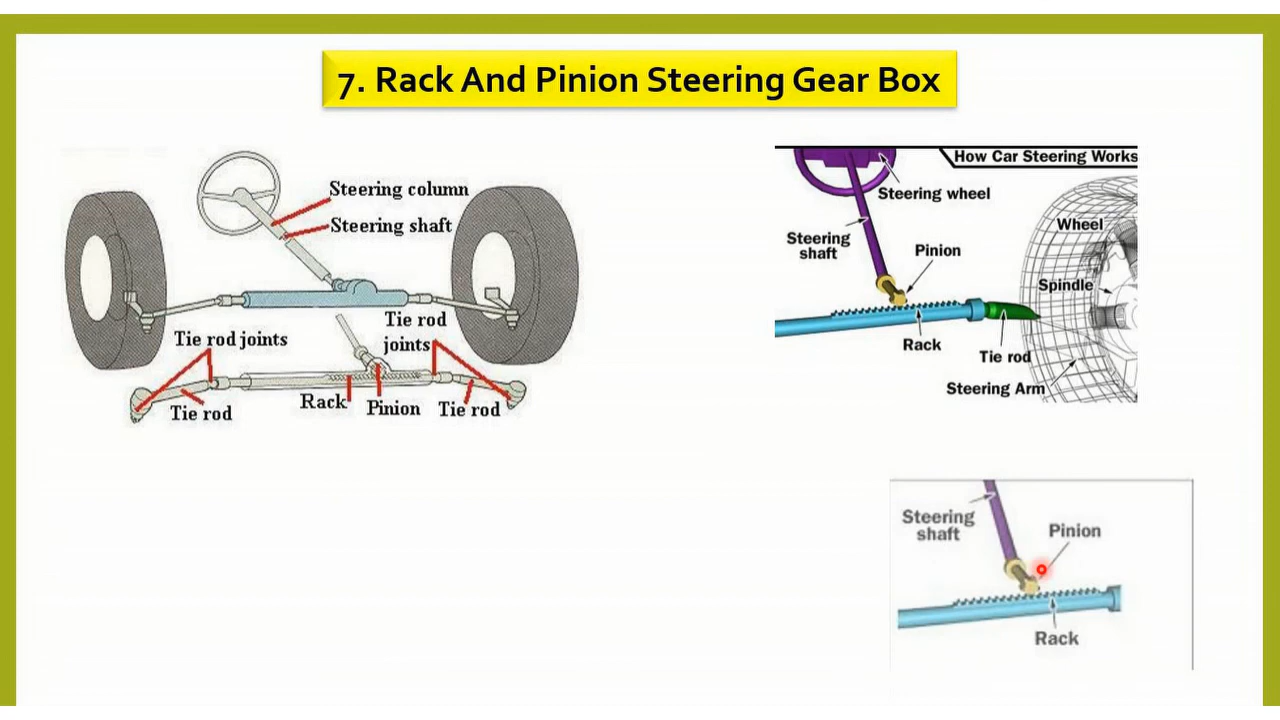 7. Rack And Pinion Steering Gear Box
Steering column
Steering shaft
Tie rod
joints
Tie rod joints
Tie rod
Rack
Pinion
Tie rod
How Car Steering Works
Steering wheel
Steering
shaft
Pinion
Wheel
Spindle
Rack
Tie rod
Steering Arm
Steering
shaft
Pinion
Rack